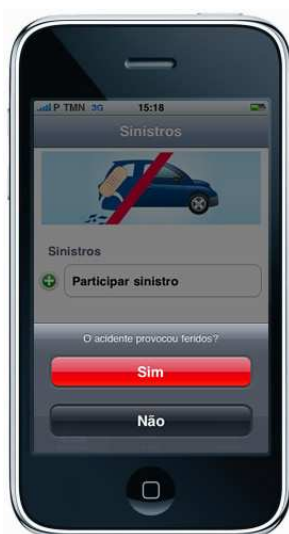 P TMN 3G 15:18
Sinistros
Sinistros
Participar sinistro
O acidente provocou feridos?
Sim
Não